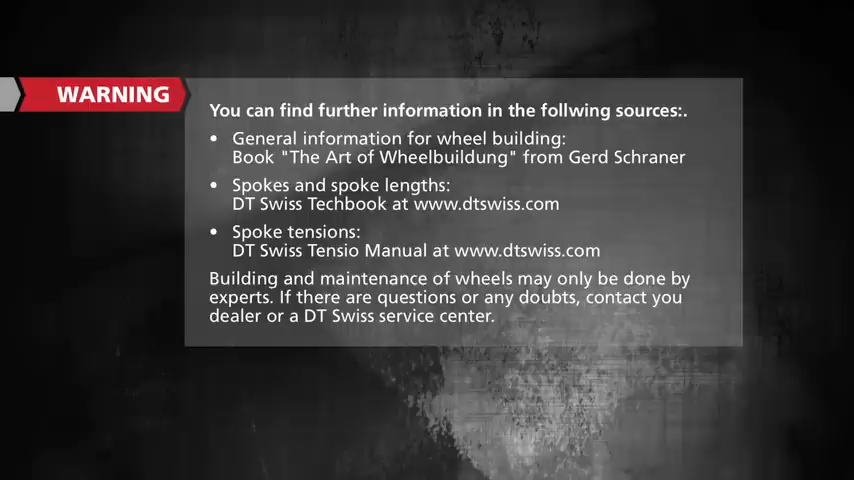 WARNING
You can find further information in the follwing sources:.
• General information for wheel building:
Book "The Art of Wheelbuildung" from Gerd Schraner
• Spokes and spoke lengths:
DT Swiss Techbook at www.dtswiss.com
• Spoke tensions:
DT Swiss Tensio Manual at www.dtswiss.com
Building and maintenance of wheels may only be done by
experts. If there are questions or any doubts, contact you
dealer or a DT Swiss service center.